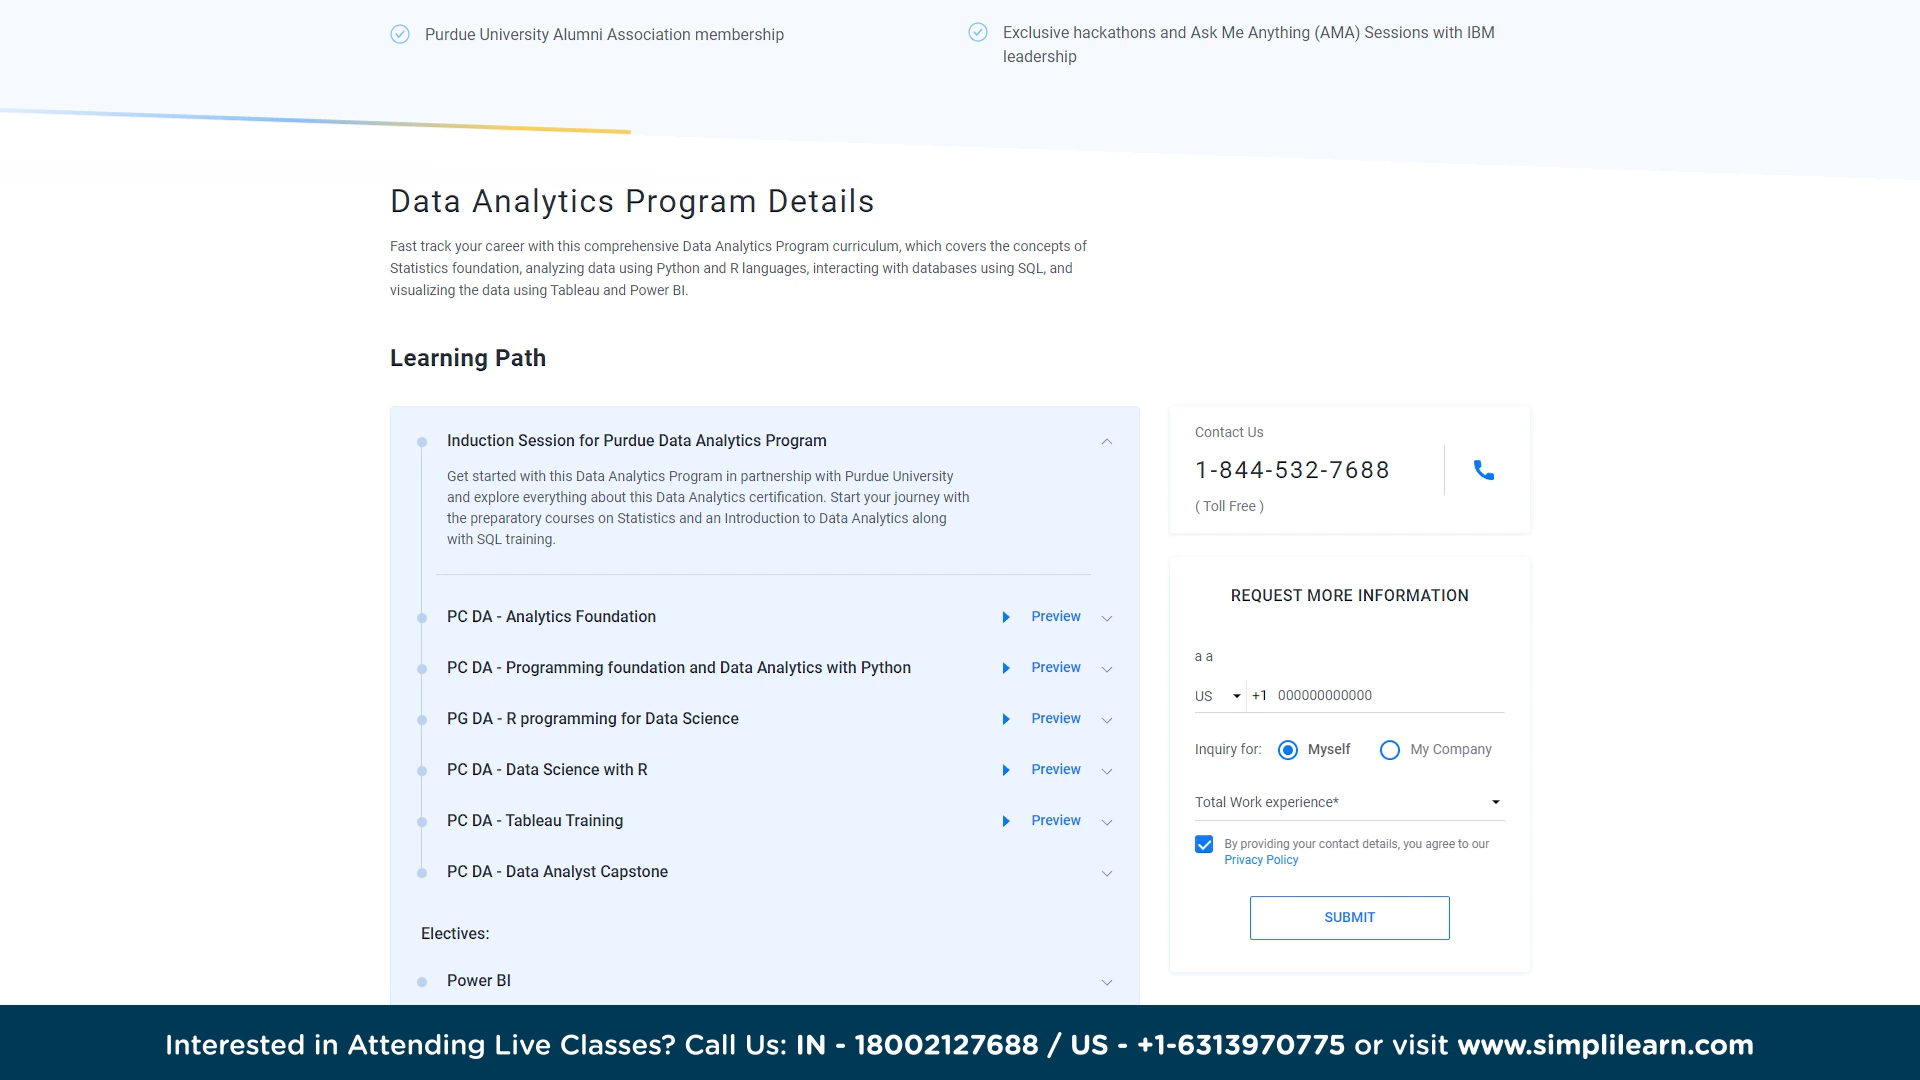 Purdue University Alumni Association membership
Exclusive hackathons and Ask Me Anything (AMA) Sessions with IBM
leadership
Data Analytics Program Details
Fast track your career with this comprehensive Data Analytics Program curriculum, which covers the concepts of
Statistics foundation, analyzing data using Python and R languages, interacting with databases using SQL, and
visualizing the data using Tableau and Power BI.
Learning Path
Induction Session for Purdue Data Analytics Program
Get started with this Data Analytics Program in partnership with Purdue University
and explore everything about this Data Analytics certification. Start your journey with
the preparatory courses on Statistics and an Introduction to Data Analytics along
with SQL training.
PC DA - Analytics Foundation Preview
PC DA - Programming foundation and Data Analytics with Python Preview
PG DA - R programming for Data Science Preview
PC DA - Data Science with R Preview
PC DA - Tableau Training Preview
PC DA - Data Analyst Capstone
Electives:
Power BI
Contact Us
1-844-532-7688
( Toll Free )
REQUEST MORE INFORMATION
a a
US +1 000000000000
Inquiry for: Myself My Company
Total Work experience*
By providing your contact details, you agree to our
Privacy Policy
SUBMIT
Interested in Attending Live Classes? Call Us: IN - 18002127688 / US - +1-6313970775 or visit www.simplilearn.com